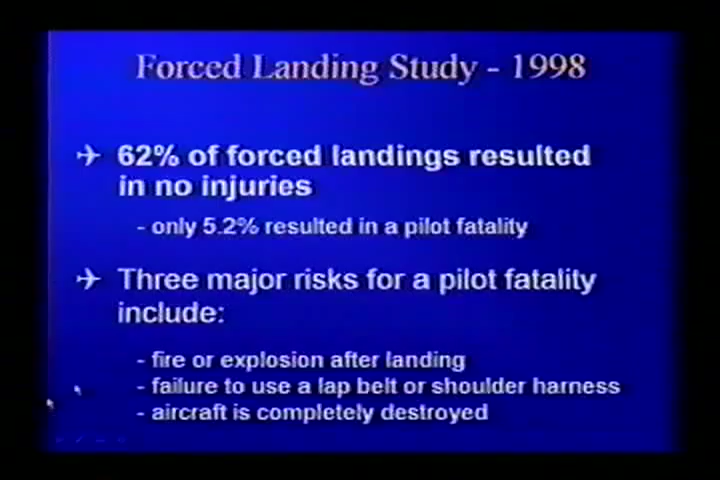 Forced Landing Study - 1998
62% of forced landings resulted
in no injuries
- only 5.2% resulted in a pilot fatality
Three major risks for a pilot fatality
include:
- fire or explosion after landing
- failure to use a lap belt or shoulder harness
- aircraft is completely destroyed